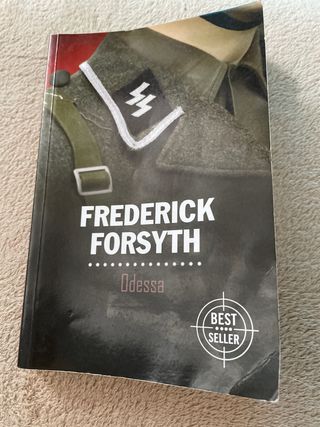 FREDERICK
FORSYTH
Odessa
BEST
SELLER